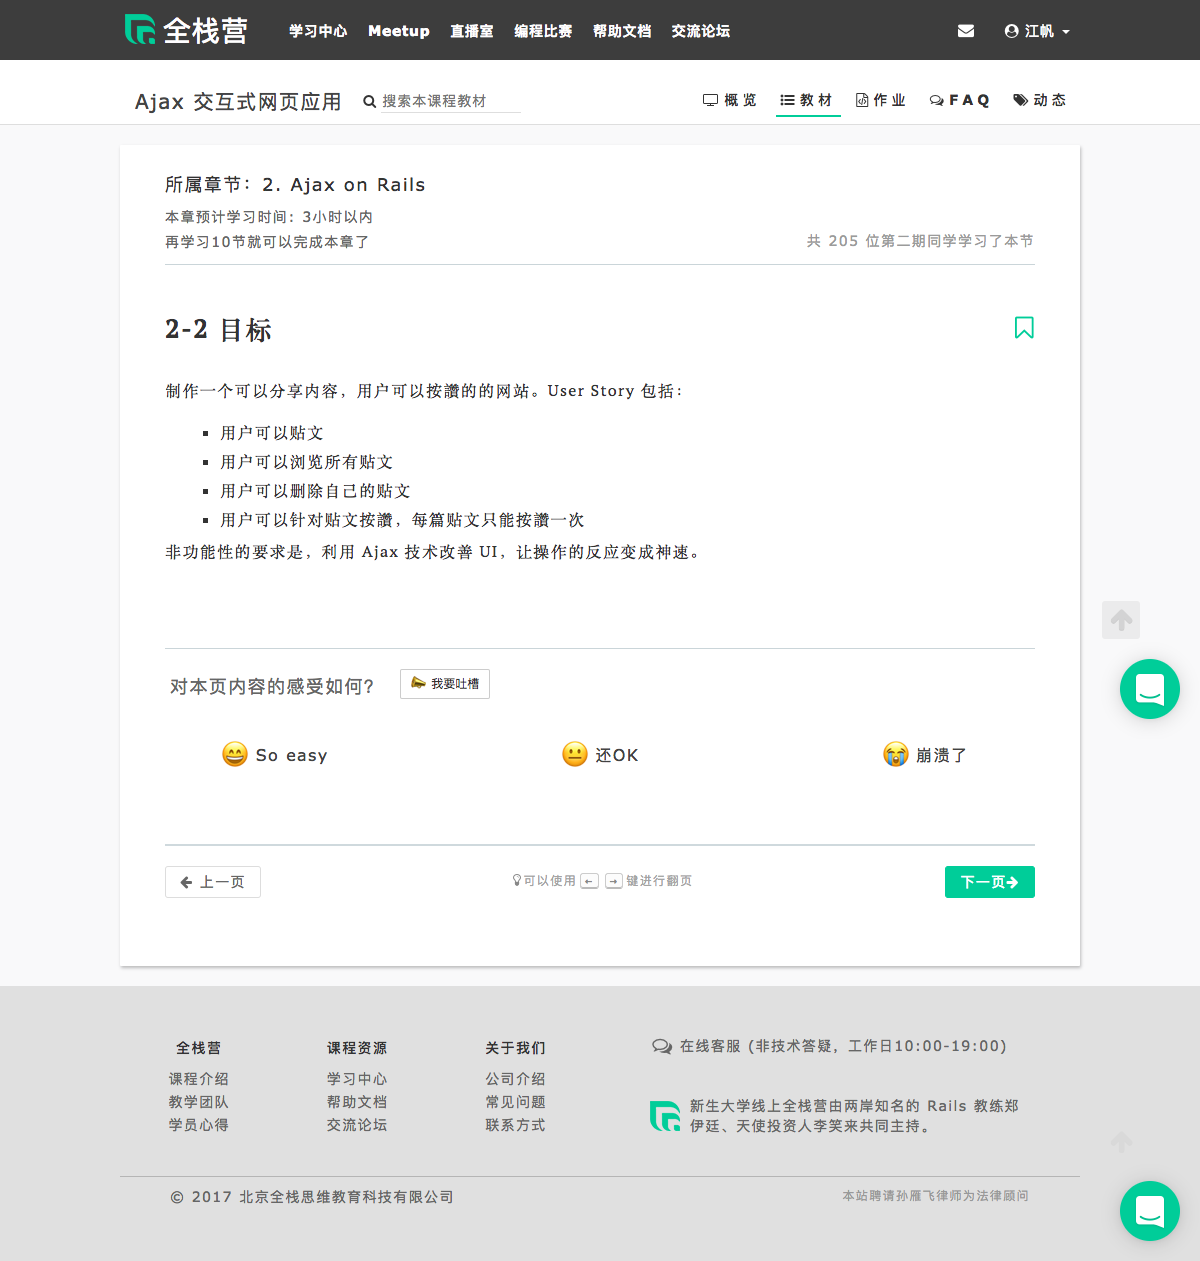 全栈营
学习中心 Meetup 直播室 编程比赛 帮助文档 交流论坛 江帆
Ajax 交互式网页应用 搜索本课程教材 概览 教材 作业 FAQ 动态
所属章节：2. Ajax on Rails
本章预计学习时间：3小时以内
再学习10节就可以完成本章了
共 205 位第二期同学学习了本节
2-2 目标
制作一个可以分享内容，用户可以按讚的的网站。User Story 包括：
用户可以贴文
用户可以浏览所有贴文
用户可以删除自己的贴文
用户可以针对贴文按讚，每篇贴文只能按讚一次
非功能性的要求是，利用 Ajax 技术改善 UI，让操作的反应变成神速。
对本页内容的感受如何？ 我要吐槽
So easy 还OK 崩溃了
← 上一页 可以使用 ← → 键进行翻页 下一页→
全栈营 课程资源 关于我们 在线客服 (非技术答疑，工作日10:00-19:00)
课程介绍 学习中心 公司介绍
教学团队 帮助文档 常见问题
学员心得 交流论坛 联系方式
新生大学线上全栈营由两岸知名的 Rails 教练郑
伊廷、天使投资人李笑来共同主持。
© 2017 北京全栈思维教育科技有限公司 本站聘请孙雁飞律师为法律顾问